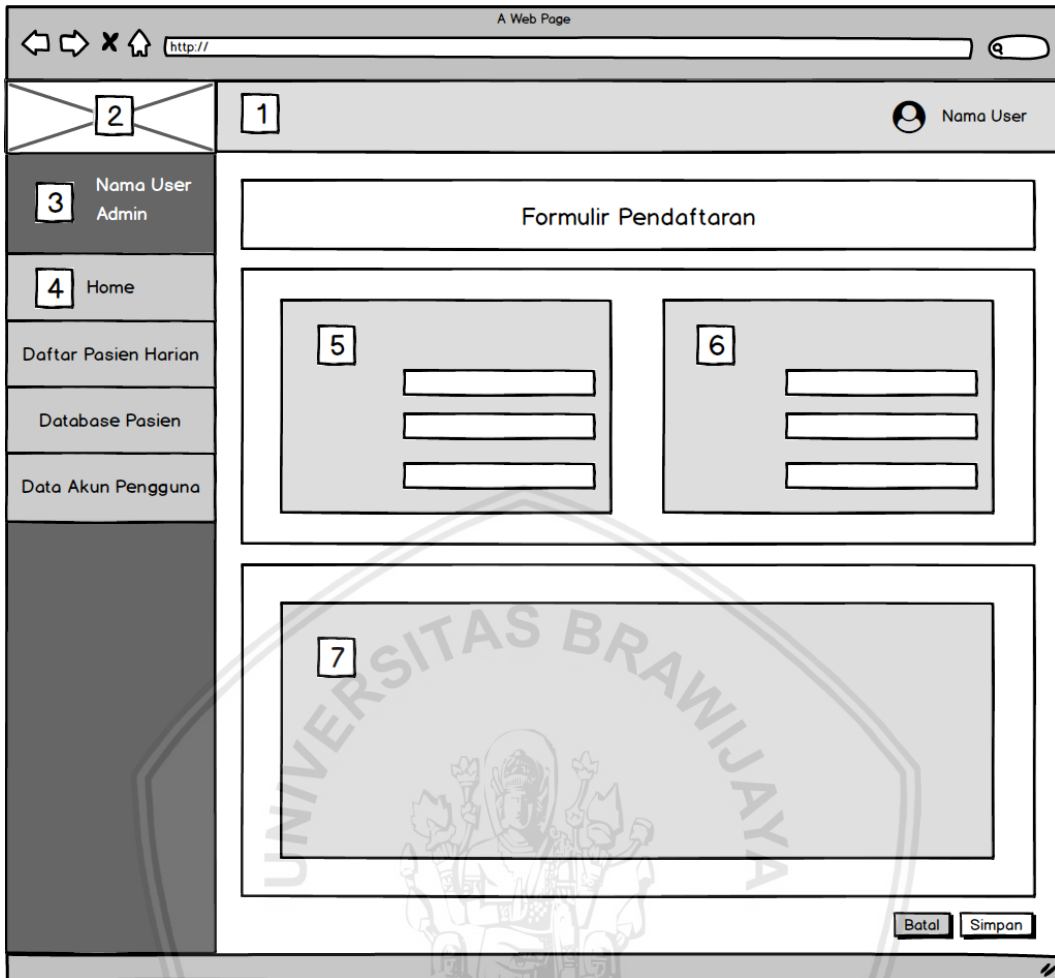 A Web Page
http://
2
1
Nama User
3
Nama User
Admin
Formulir Pendaftaran
4
Home
Daftar Pasien Harian
Database Pasien
Data Akun Pengguna
5
6
7
UNIVERSITAS BRAWIJAYA
Batal
Simpan